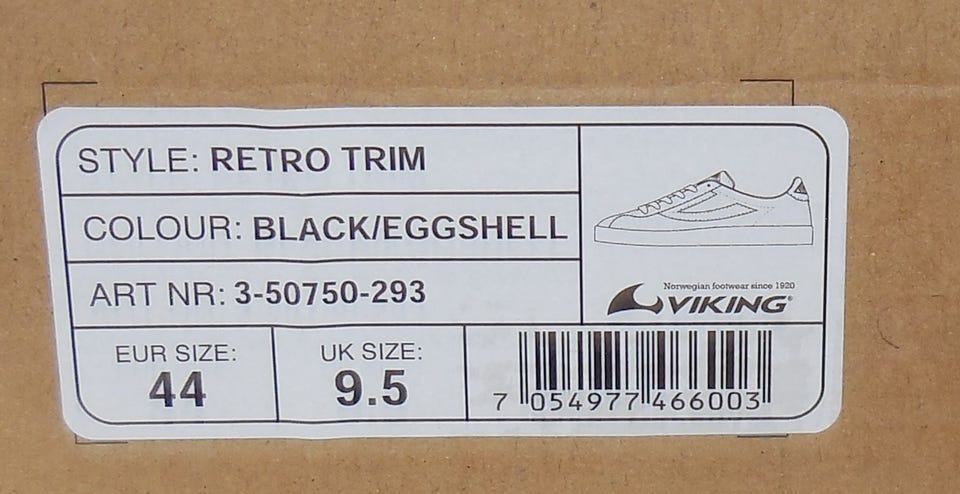 STYLE: RETRO TRIM
COLOUR: BLACK/EGGSHELL
ART NR: 3-50750-293
Norwegian footwear since 1920
VIKING®
EUR SIZE:
44
UK SIZE:
9.5
7 054977 466003